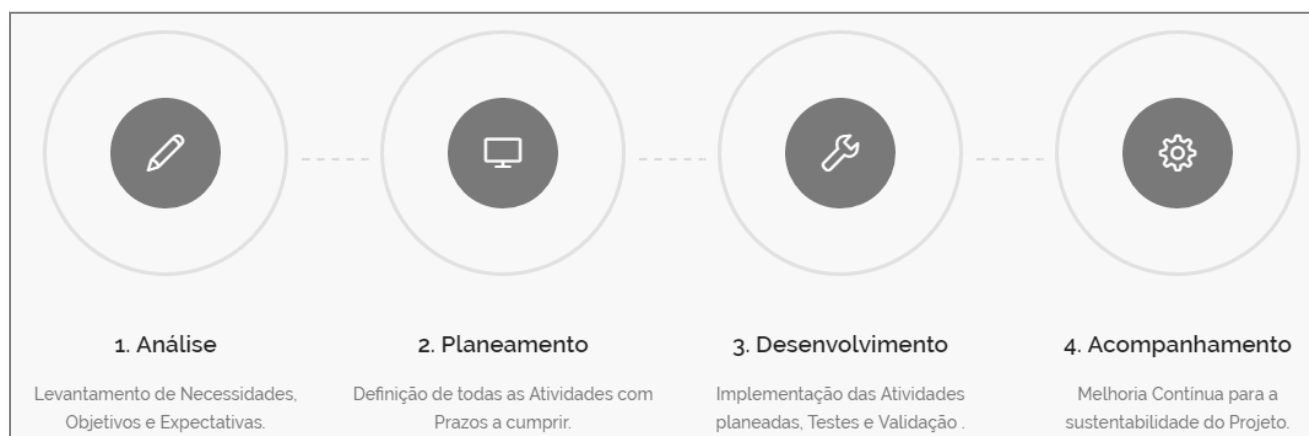 1. Análise
Levantamento de Necessidades,
Objetivos e Expectativas.
2. Planeamento
Definição de todas as Atividades com
Prazos a cumprir.
3. Desenvolvimento
Implementação das Atividades
planeadas, Testes e Validação .
4. Acompanhamento
Melhoria Contínua para a
sustentabilidade do Projeto.